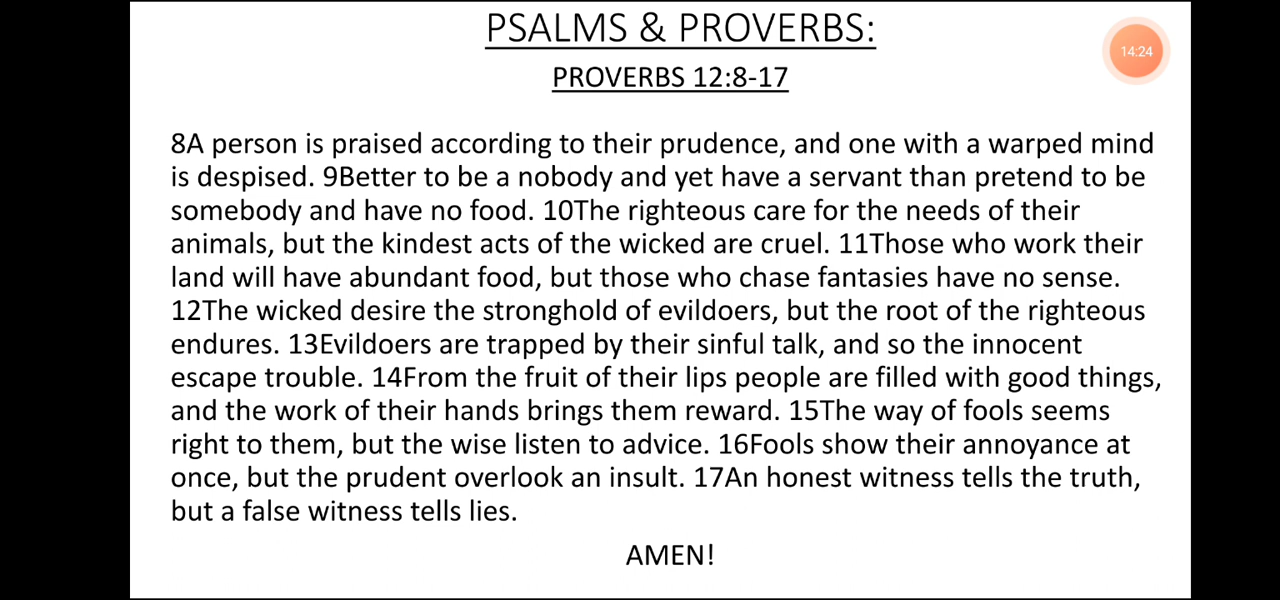 PSALMS & PROVERBS:
14:24
PROVERBS 12:8-17
8A person is praised according to their prudence, and one with a warped mind
is despised. 9Better to be a nobody and yet have a servant than pretend to be
somebody and have no food. 10The righteous care for the needs of their
animals, but the kindest acts of the wicked are cruel. 11Those who work their
land will have abundant food, but those who chase fantasies have no sense.
12The wicked desire the stronghold of evildoers, but the root of the righteous
endures. 13Evildoers are trapped by their sinful talk, and so the innocent
escape trouble. 14From the fruit of their lips people are filled with good things,
and the work of their hands brings them reward. 15The way of fools seems
right to them, but the wise listen to advice. 16Fools show their annoyance at
once, but the prudent overlook an insult. 17An honest witness tells the truth,
but a false witness tells lies.
AMEN!